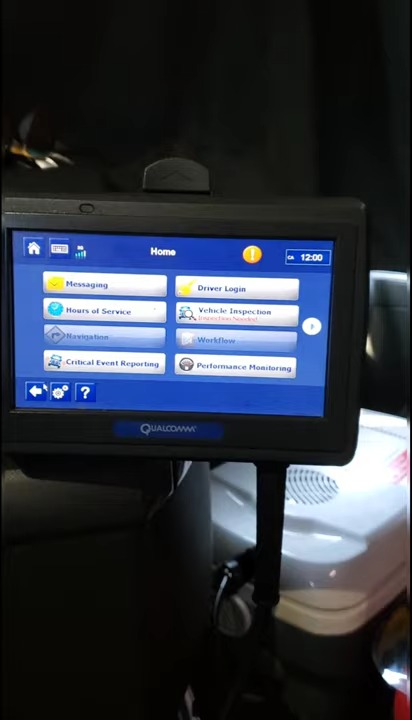 Home
CA 12:00
Messaging
Driver Login
Hours of Service
Vehicle Inspection
Inspection Needed
Navigation
Workflow
Critical Event Reporting
Performance Monitoring
?
QUALCOMM